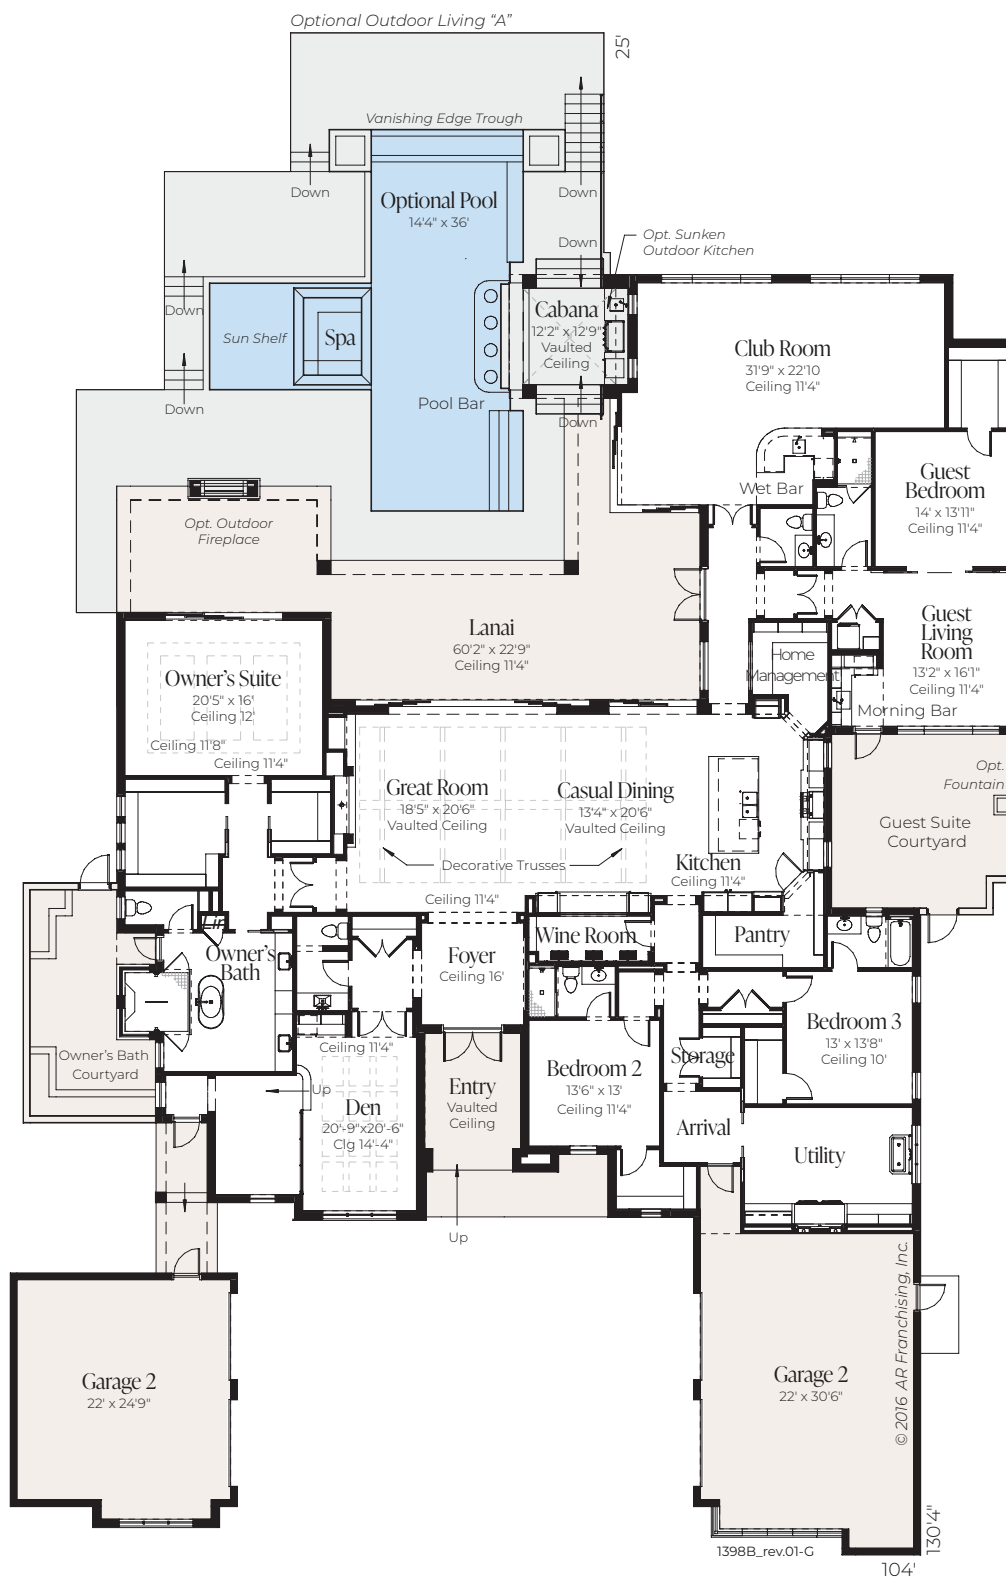 Optional Outdoor Living “A”
25'
Vanishing Edge Trough
Down
Down
Optional Pool
14'4" x 36'
Down
Opt. Sunken
Outdoor Kitchen
Down
Sun Shelf
Spa
Cabana
12'2" x 12'9"
Vaulted
Ceiling
Club Room
31'9" x 22'10
Ceiling 11'4"
Down
Pool Bar
Down
Wet Bar
Guest
Bedroom
14' x 13'11"
Ceiling 11'4"
Opt. Outdoor
Fireplace
Lanai
60'2" x 22'9"
Ceiling 11'4"
Guest
Living
Room
13'2" x 16'1"
Ceiling 11'4"
Home
Management
Morning Bar
Owner's Suite
20'5" x 16'
Ceiling 12'
Ceiling 11'8"
Ceiling 11'4"
Great Room
18'5" x 20'6"
Vaulted Ceiling
Casual Dining
13'4" x 20'6"
Vaulted Ceiling
Decorative Trusses
Kitchen
Ceiling 11'4"
Opt.
Fountain
Guest Suite
Courtyard
Ceiling 11'4"
Lin
Owner's
Bath
Foyer
Ceiling 16'
Wine Room
Pantry
Owner's Bath
Courtyard
Up
Ceiling 11'4"
Den
20'-9"x20'-6"
Clg 14'-4"
Entry
Vaulted
Ceiling
Bedroom 2
13'6" x 13'
Ceiling 11'4"
Storage
Bedroom 3
13' x 13'8"
Ceiling 10'
Arrival
Utility
Up
Garage 2
22' x 24'9"
Garage 2
22' x 30'6"
© 2016 AR Franchising, Inc.
1398B_rev.01-G
130'4"
104'